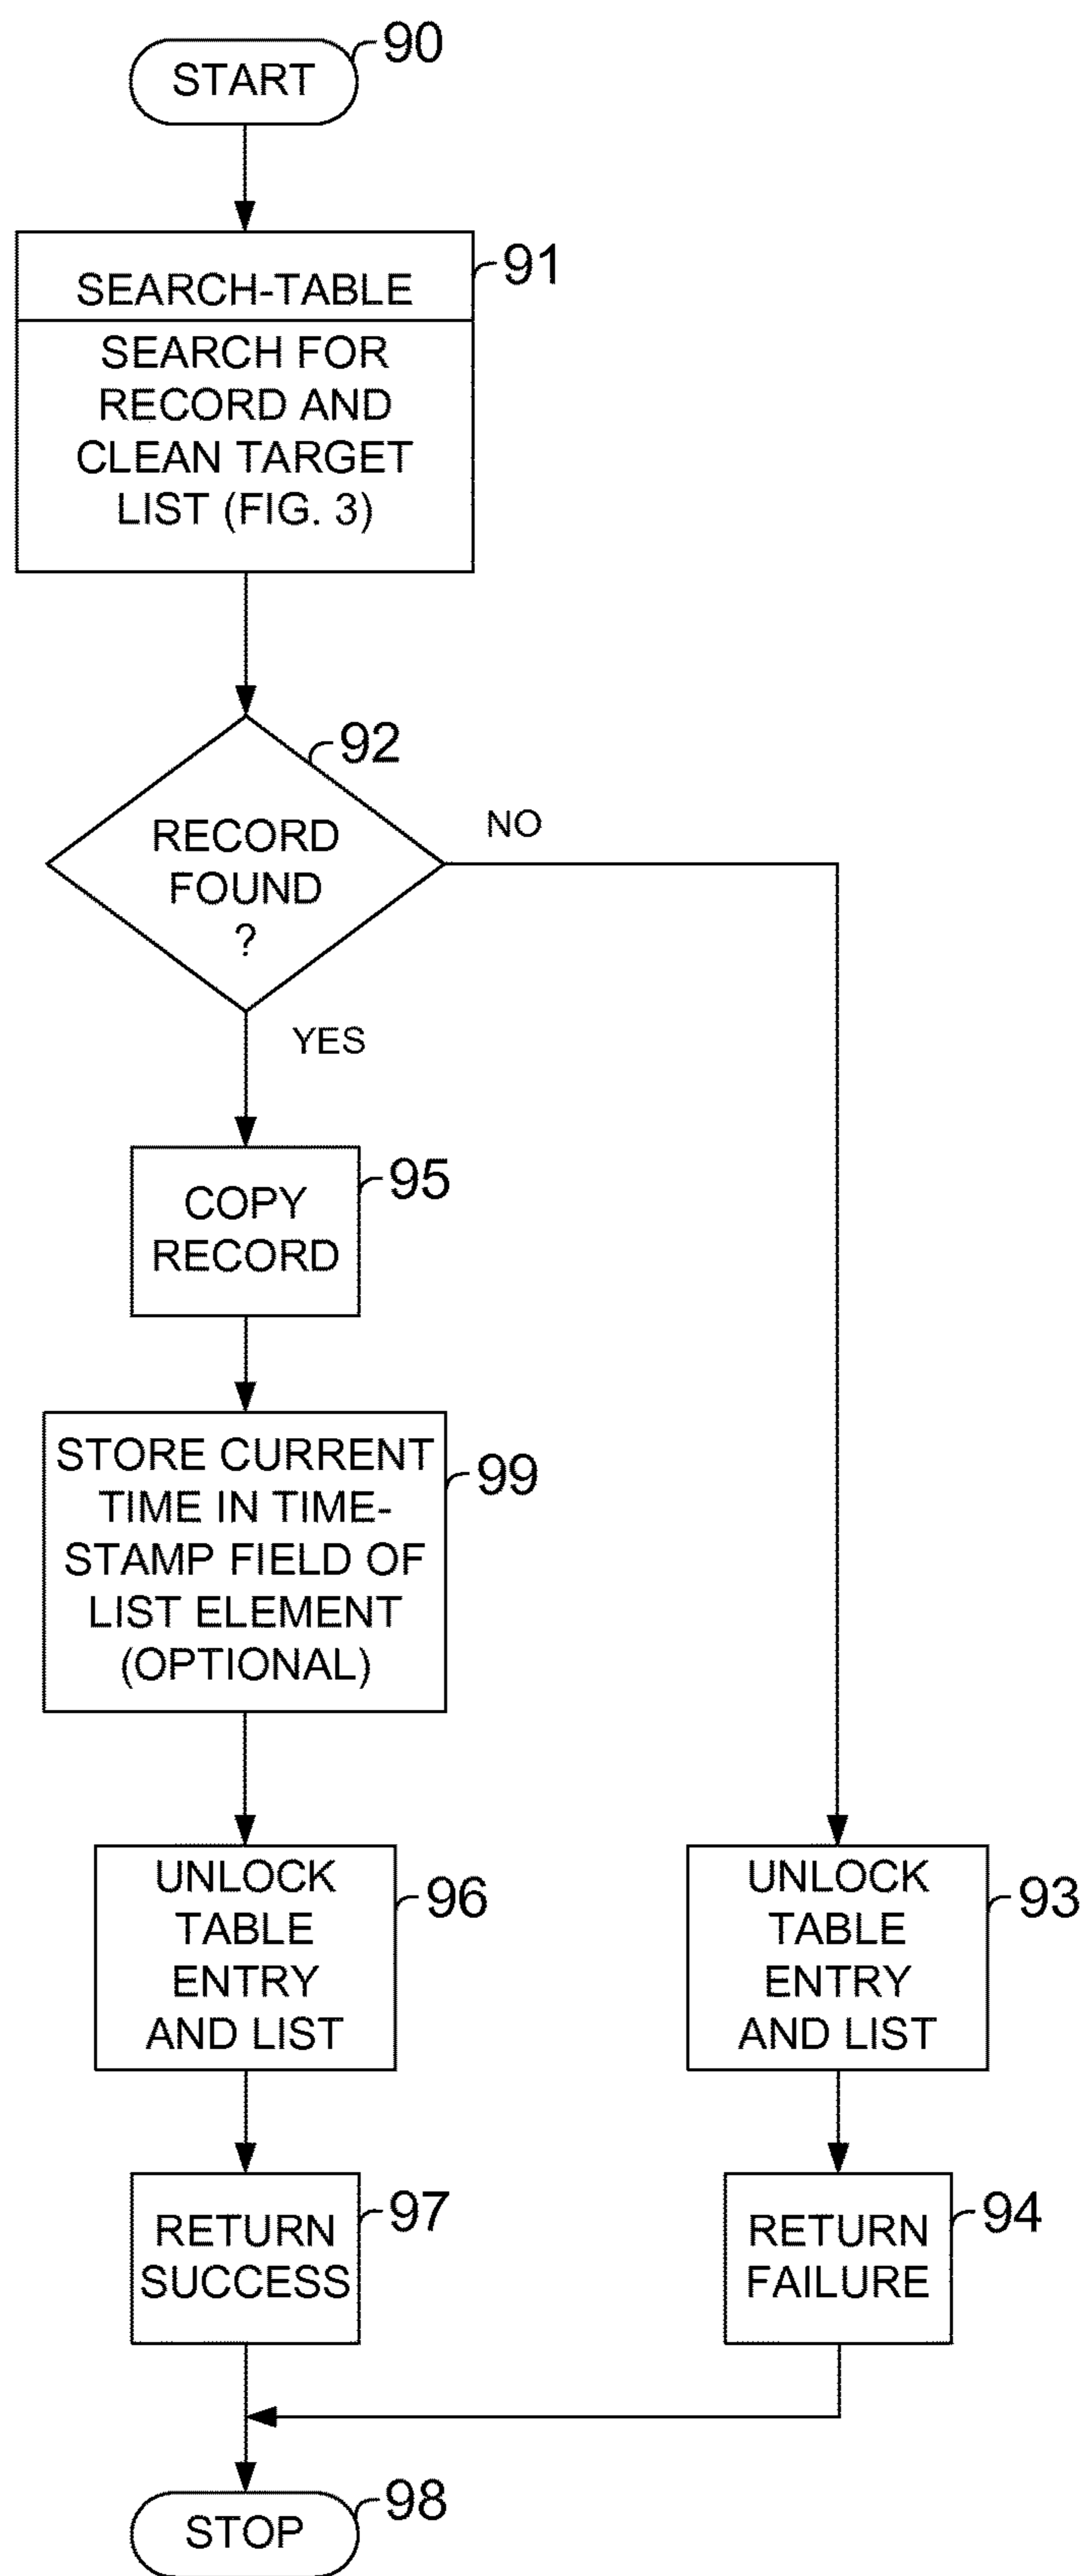 START
90
SEARCH-TABLE
91
SEARCH FOR
RECORD AND
CLEAN TARGET
LIST (FIG. 3)
92
RECORD
FOUND
?
NO
YES
COPY
RECORD
95
STORE CURRENT
TIME IN TIME-
STAMP FIELD OF
LIST ELEMENT
(OPTIONAL)
99
UNLOCK
TABLE
ENTRY
AND LIST
96
UNLOCK
TABLE
ENTRY
AND LIST
93
RETURN
SUCCESS
97
RETURN
FAILURE
94
STOP
98